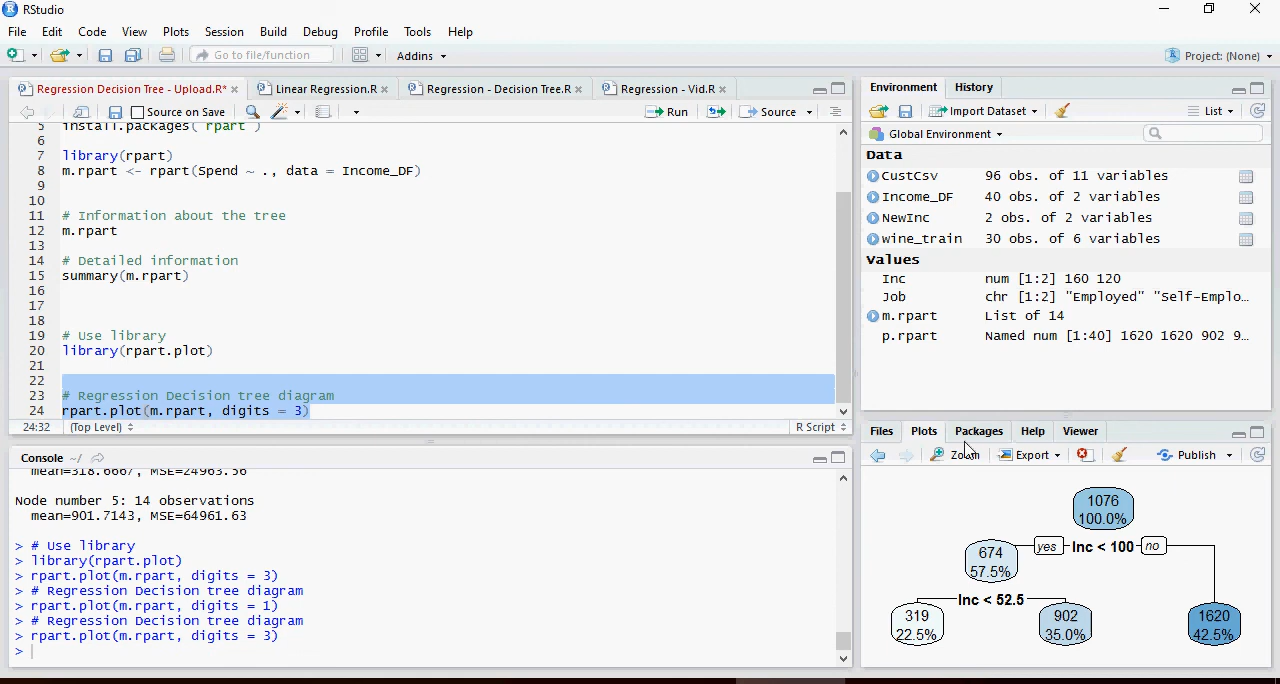 RStudio
File Edit Code View Plots Session Build Debug Profile Tools Help
Go to file/function Addins Project: (None)
Regression Decision Tree - Upload.R* Linear Regression.R Regression - Decision Tree.R Regression - Vid.R
Source on Save Run Source
5 install.packages("rpart")
6
7 library(rpart)
8 m.rpart <- rpart(Spend ~ ., data = Income_DF)
9
10
11 # Information about the tree
12 m.rpart
13
14 # Detailed information
15 summary(m.rpart)
16
17
18
19 # Use library
20 library(rpart.plot)
21
22
23 # Regression Decision tree diagram
24 rpart.plot(m.rpart, digits = 3)
24:32 (Top Level) R Script
Console ~/
mean=318.6667, MSE=24963.56
Node number 5: 14 observations
mean=901.7143, MSE=64961.63
> # Use library
> library(rpart.plot)
> rpart.plot(m.rpart, digits = 3)
> # Regression Decision tree diagram
> rpart.plot(m.rpart, digits = 1)
> # Regression Decision tree diagram
> rpart.plot(m.rpart, digits = 3)
>
Environment History
Import Dataset List
Global Environment
Data
CustCsv 96 obs. of 11 variables
Income_DF 40 obs. of 2 variables
NewInc 2 obs. of 2 variables
wine_train 30 obs. of 6 variables
Values
Inc num [1:2] 160 120
Job chr [1:2] "Employed" "Self-Emplo…
m.rpart List of 14
p.rpart Named num [1:40] 1620 1620 902 9…
Files Plots Packages Help Viewer
Zoom Export Publish
1076
100.0%
yes Inc < 100 no
674
57.5%
Inc < 52.5
319
22.5%
902
35.0%
1620
42.5%